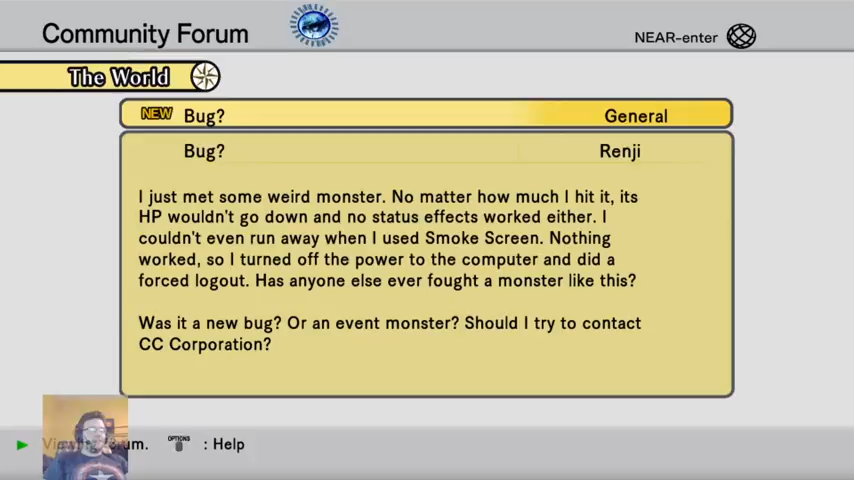 Community Forum
NEAR-enter
The World
NEW Bug? General
Bug? Renji
I just met some weird monster. No matter how much I hit it, its
HP wouldn't go down and no status effects worked either. I
couldn't even run away when I used Smoke Screen. Nothing
worked, so I turned off the power to the computer and did a
forced logout. Has anyone else ever fought a monster like this?
Was it a new bug? Or an event monster? Should I try to contact
CC Corporation?
Viewing forum. OPTIONS : Help